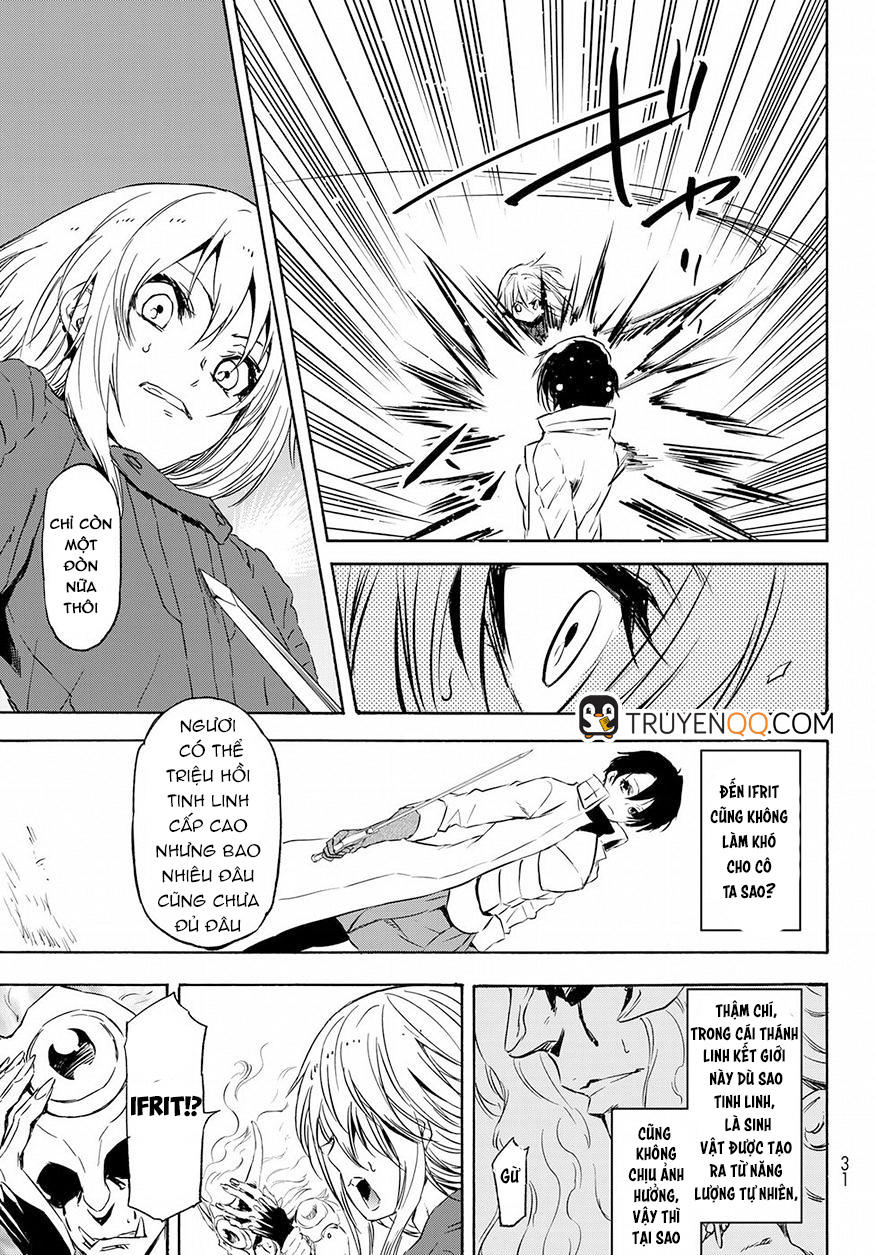 ギギッ
CHỈ CÒN
MỘT
ĐÒN
NỮA
THÔI
TRUYENQQ.COM
ĐẾN IFRIT
CŨNG KHÔNG
LÀM KHÓ
CHO CÔ
TA SAO?
NGƯƠI
CÓ THỂ
TRIỆU HỒI
TINH LINH
CẤP CAO
NHƯNG BAO
NHIÊU ĐÂU
CŨNG CHƯA
ĐỦ ĐÂU
THẬM CHÍ,
TRONG CÁI THÁNH
LINH KẾT GIỚI
NÀY DÙ SAO
TINH LINH,
LÀ SINH
VẬT ĐƯỢC TẠO
RA TỪ NĂNG
LƯỢNG TỰ NHIÊN,
CŨNG
KHÔNG
CHỊU ẢNH
HƯỞNG,
VẬY THÌ
TẠI SAO
GỪ
IFRIT!?
31